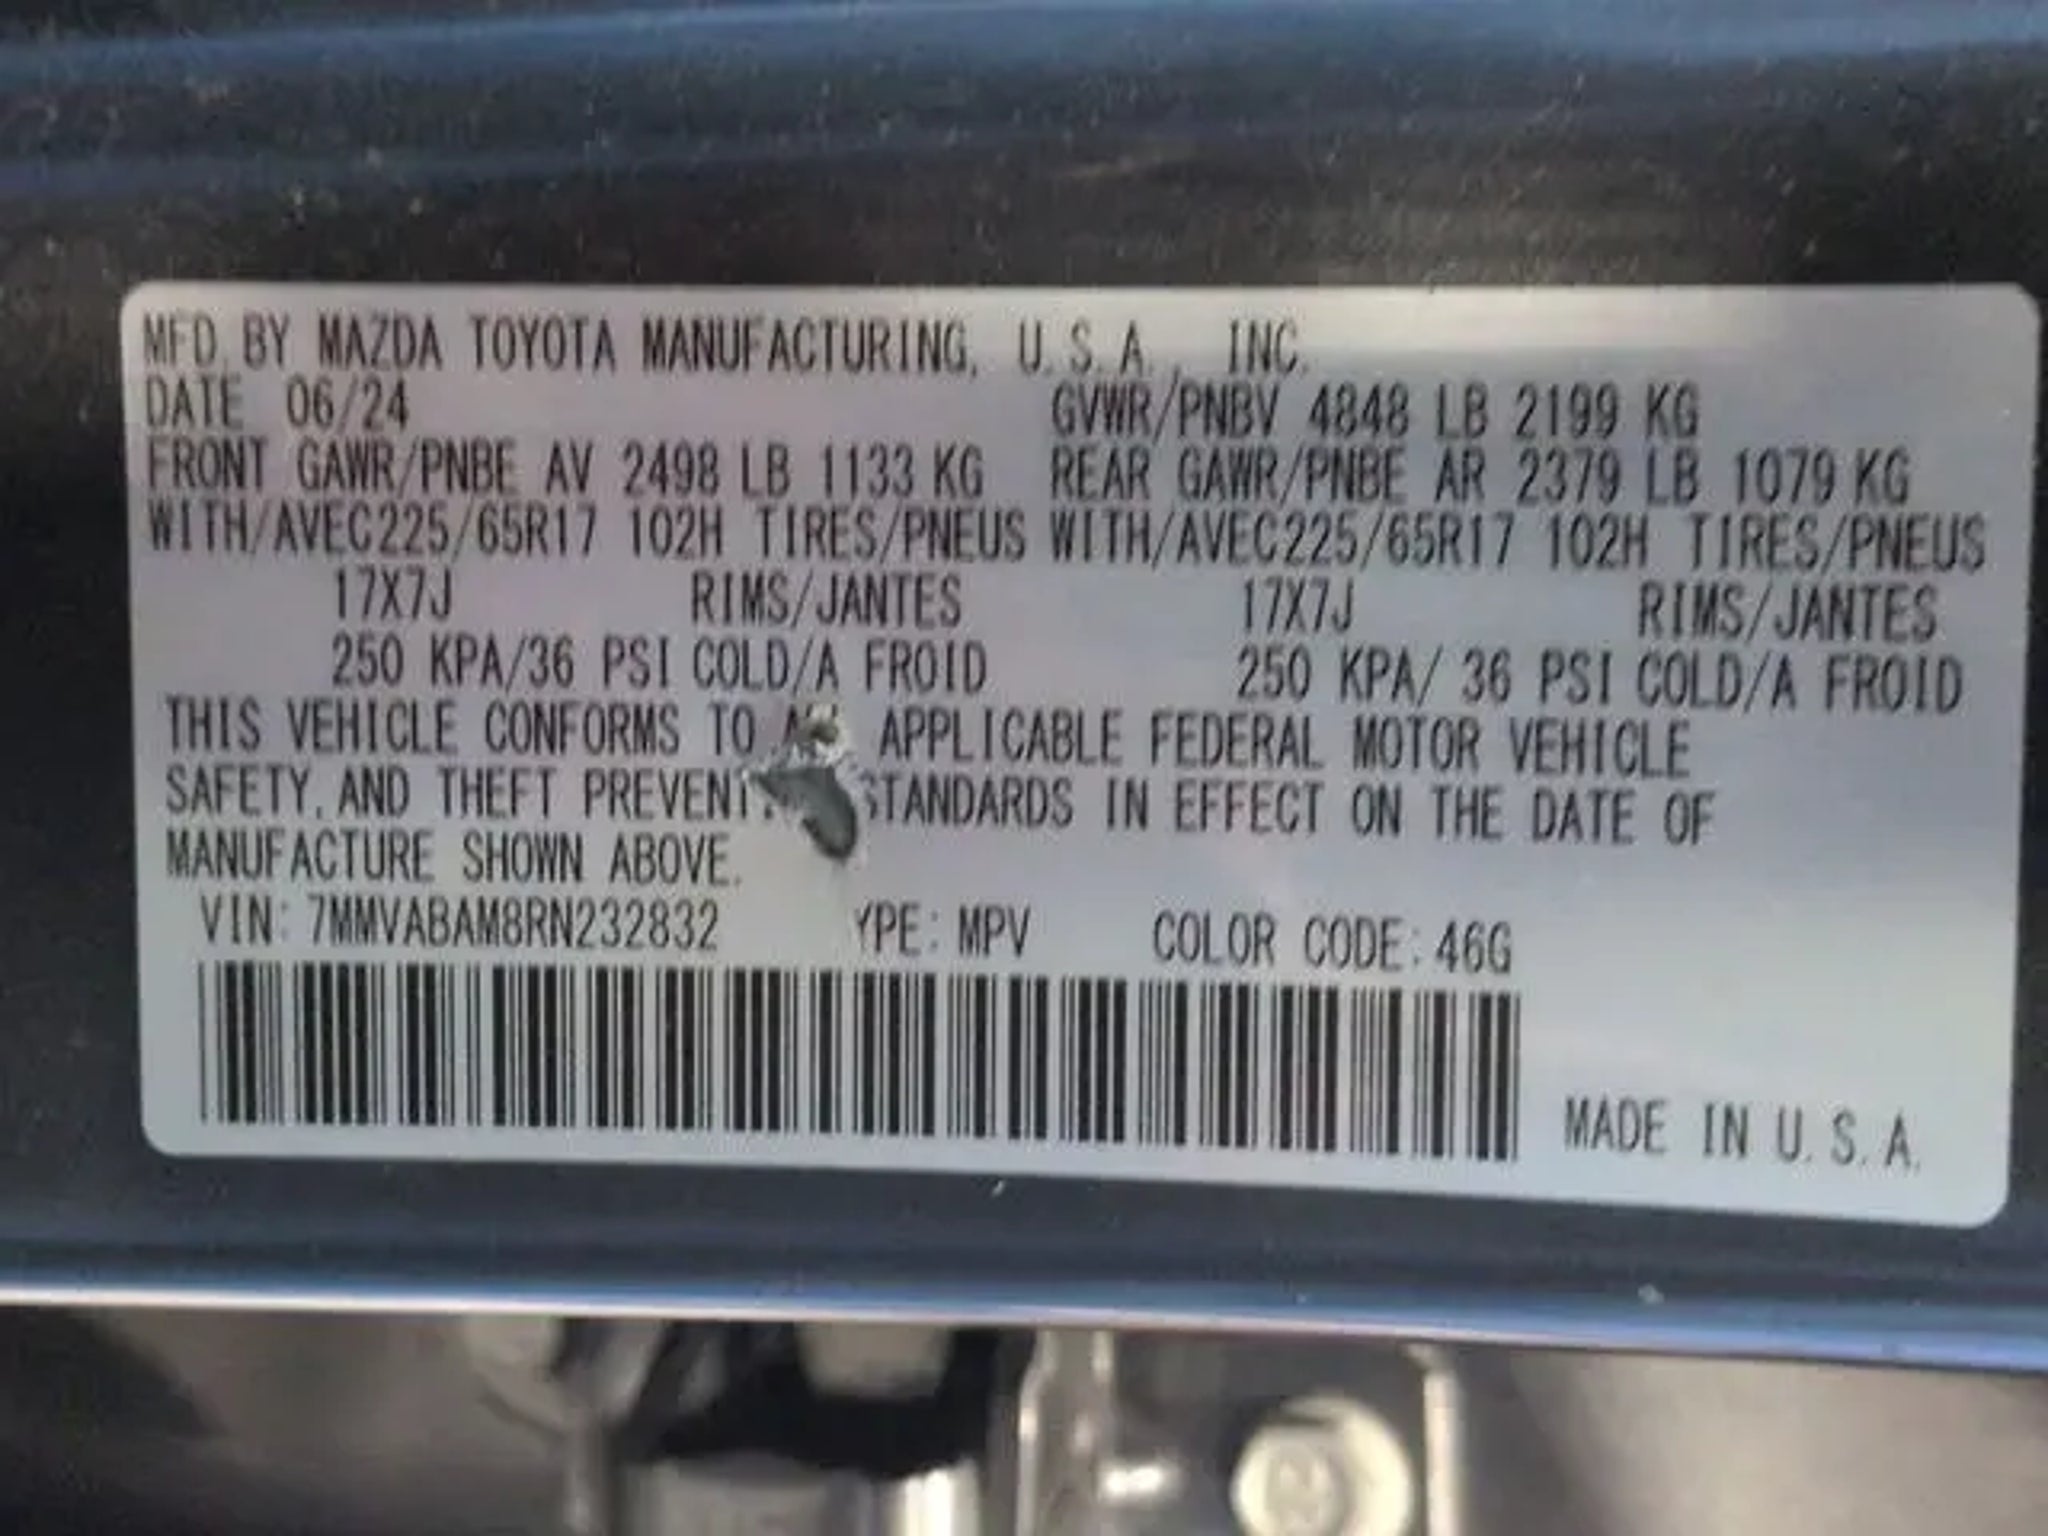 MFD. BY MAZDA TOYOTA MANUFACTURING, U.S.A., INC.
DATE 06/24 GVWR/PNBV 4848 LB 2199 KG
FRONT GAWR/PNBE AV 2498 LB 1133 KG REAR GAWR/PNBE AR 2379 LB 1079 KG
WITH/AVEC225/65R17 102H TIRES/PNEUS WITH/AVEC225/65R17 102H TIRES/PNEUS
17X7J RIMS/JANTES 17X7J RIMS/JANTES
250 KPA/36 PSI COLD/A FROID 250 KPA/ 36 PSI COLD/A FROID
THIS VEHICLE CONFORMS TO APPLICABLE FEDERAL MOTOR VEHICLE
SAFETY, AND THEFT STANDARDS IN EFFECT ON THE DATE OF
MANUFACTURE SHOWN ABOVE.
VIN: 7MMVABAM8RN232832 YPE: MPV COLOR CODE: 46G
MADE IN U.S.A.